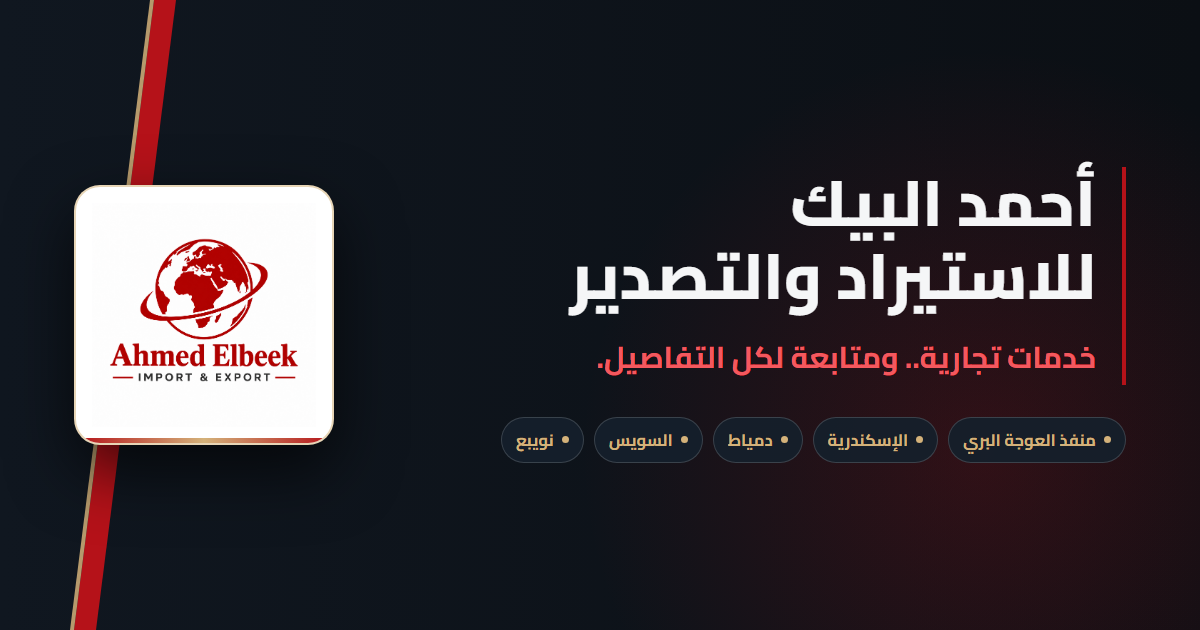 أحمد البيك
للاستيراد والتصدير
خدمات تجارية.. ومتابعة لكل التفاصيل.
منفذ العوجة البري
الإسكندرية
دمياط
السويس
نويبع
Ahmed Elbeek
IMPORT & EXPORT